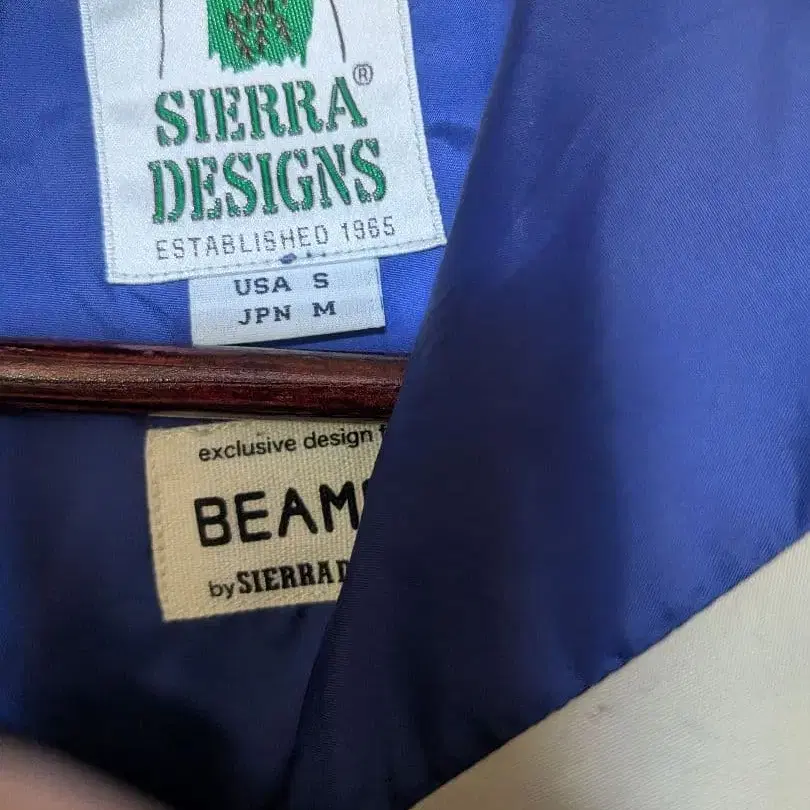 SIERRA®
DESIGNS
ESTABLISHED 1965
USA S
JPN M
exclusive design
BEAM
by SIERRA D